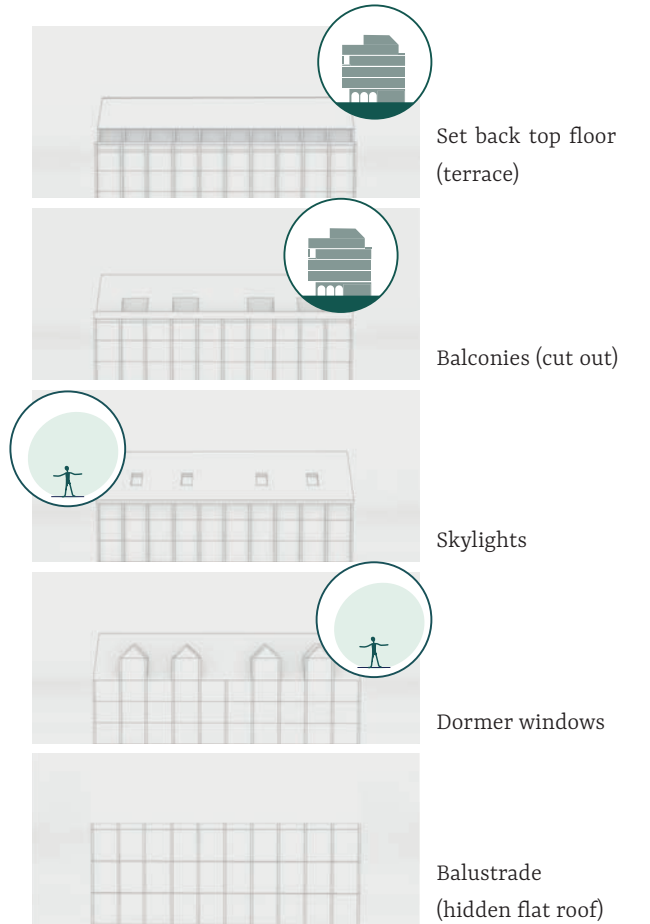 Set back top floor
(terrace)
Balconies (cut out)
Skylights
Dormer windows
Balustrade
(hidden flat roof)